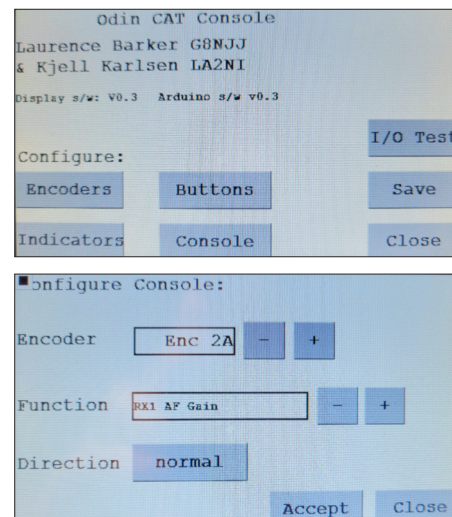 Odin CAT Console
Laurence Barker G8NJJ
& Kjell Karlsen LA2NI
Display s/w: V0.3 Arduino s/w v0.3
I/O Test
Configure:
Encoders Buttons Save
Indicators Console Close
onfigure Console:
Encoder Enc 2A - +
Function RX1 AF Gain - +
Direction normal
Accept Close